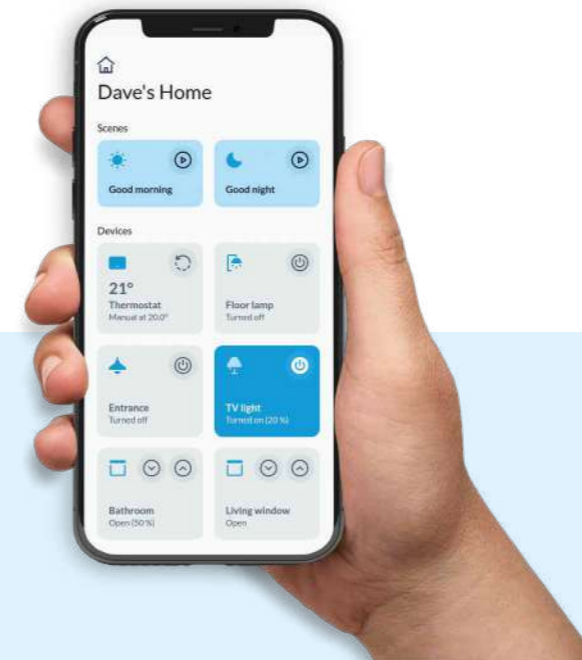 Dave's Home
Scenes
Good morning
Good night
Devices
21°
Thermostat
Manual at 20.0°
Floor lamp
Turned off
Entrance
Turned off
TV light
Turned on (20 %)
Bathroom
Open (50 %)
Living window
Open